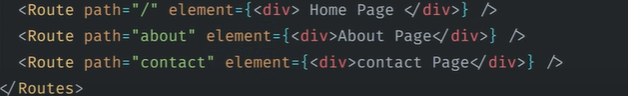 <Route path="/" element={<div> Home Page </div>} />
<Route path="about" element={<div>About Page</div>} />
<Route path="contact" element={<div>contact Page</div>} />
</Routes>